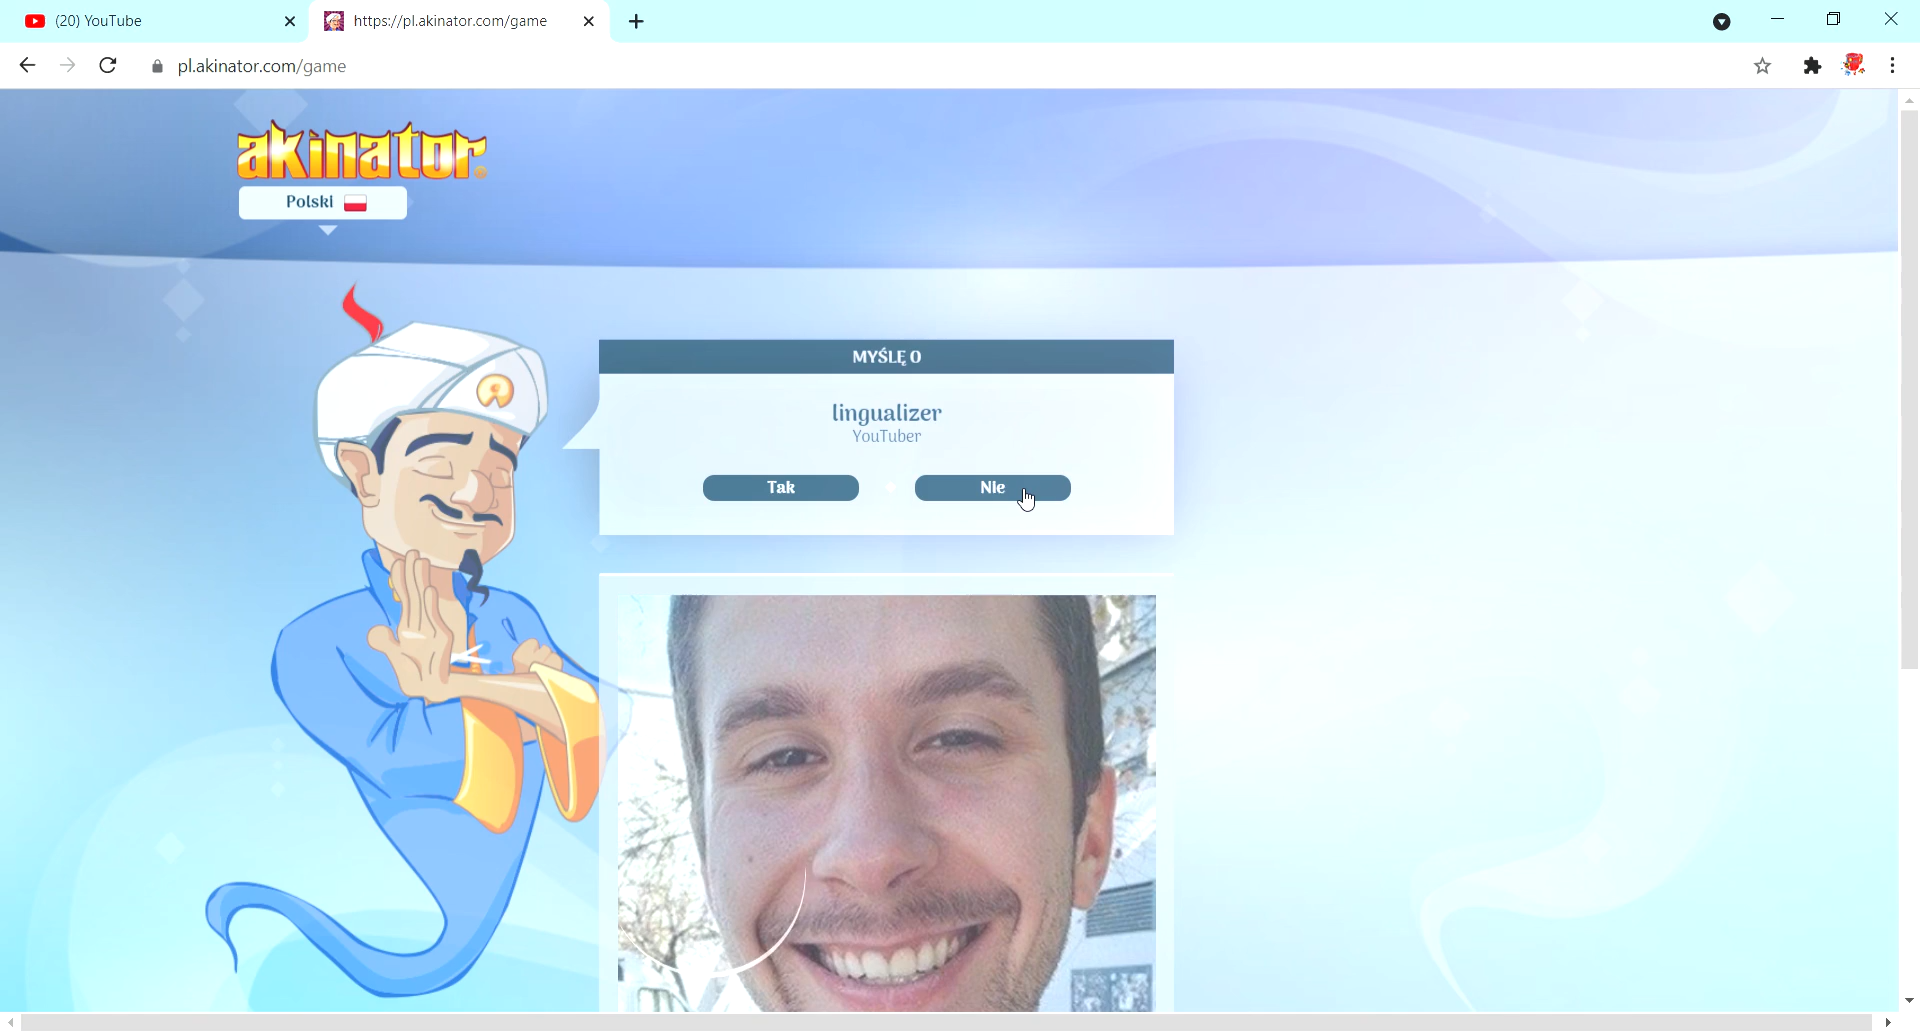 (20) YouTube
https://pl.akinator.com/game
pl.akinator.com/game
akinator
Polski
MYŚLĘ O
lingualizer
YouTuber
Tak
Nie